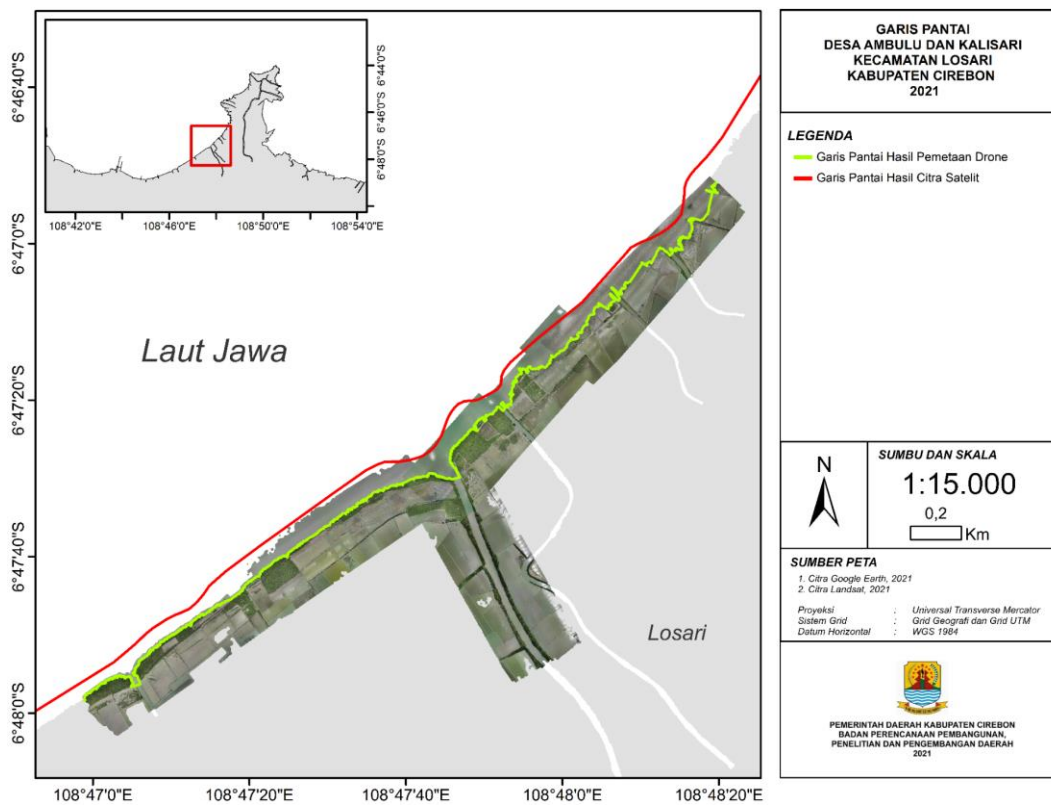 6°46'40"S
6°47'0"S
6°47'20"S
6°47'40"S
6°48'0"S
108°47'0"E
108°47'20"E
108°47'40"E
108°48'0"E
108°48'20"E
6°44'0"S
6°46'0"S
6°48'0"S
108°42'0"E
108°46'0"E
108°50'0"E
108°54'0"E
Laut Jawa
Losari
GARIS PANTAI
DESA AMBULU DAN KALISARI
KECAMATAN LOSARI
KABUPATEN CIREBON
2021
LEGENDA
Garis Pantai Hasil Pemetaan Drone
Garis Pantai Hasil Citra Satelit
N
SUMBU DAN SKALA
1:15.000
0,2
Km
SUMBER PETA
1. Citra Google Earth, 2021
2. Citra Landsat, 2021
Proyeksi : Universal Transverse Mercator
Sistem Grid : Grid Geografi dan Grid UTM
Datum Horizontal : WGS 1984
PEMERINTAH DAERAH KABUPATEN CIREBON
BADAN PERENCANAAN PEMBANGUNAN,
PENELITIAN DAN PENGEMBANGAN DAERAH
2021